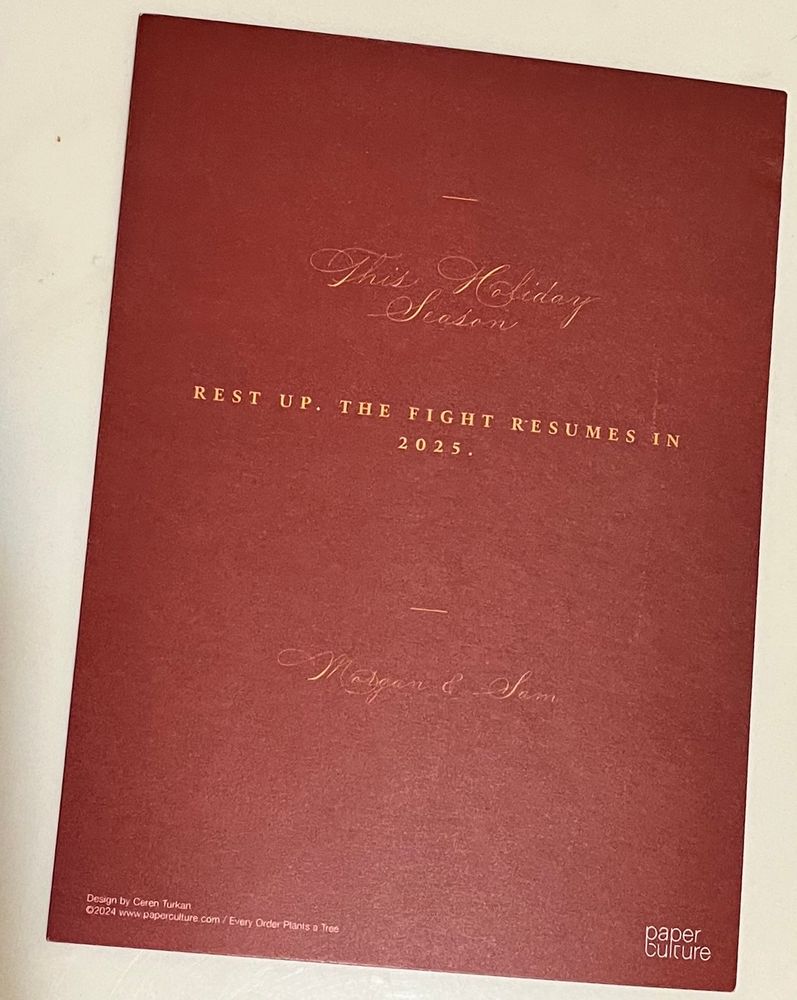 This Holiday
Season
REST UP. THE FIGHT RESUMES IN
2025.
Morgan & Sam
Design by Ceren Turkan
©2024 www.paperculture.com / Every Order Plants a Tree
paper
culture